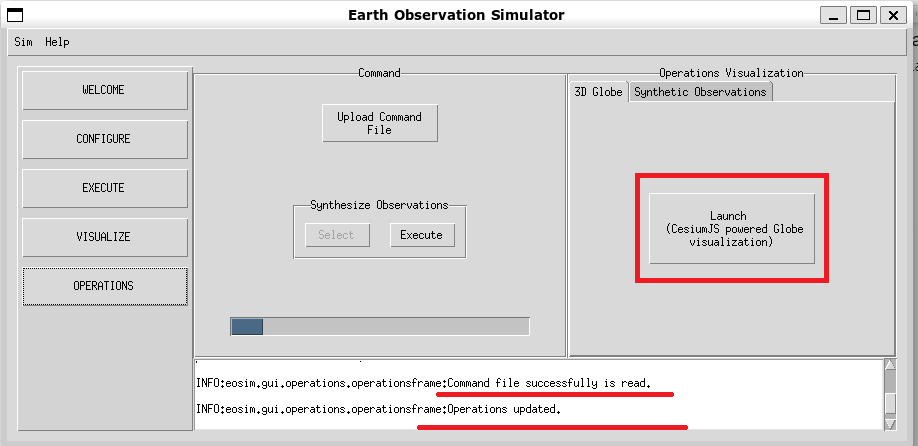 Earth Observation Simulator
Sim Help
WELCOME
CONFIGURE
EXECUTE
VISUALIZE
OPERATIONS
Command
Upload Command
File
Synthesize Observations
Select Execute
Operations Visualization
3D Globe Synthetic Observations
Launch
(CesiumJS powered Globe
visualization)
INFO:eosim.gui.operations.operationsframe:Command file successfully is read.
INFO:eosim.gui.operations.operationsframe:Operations updated.